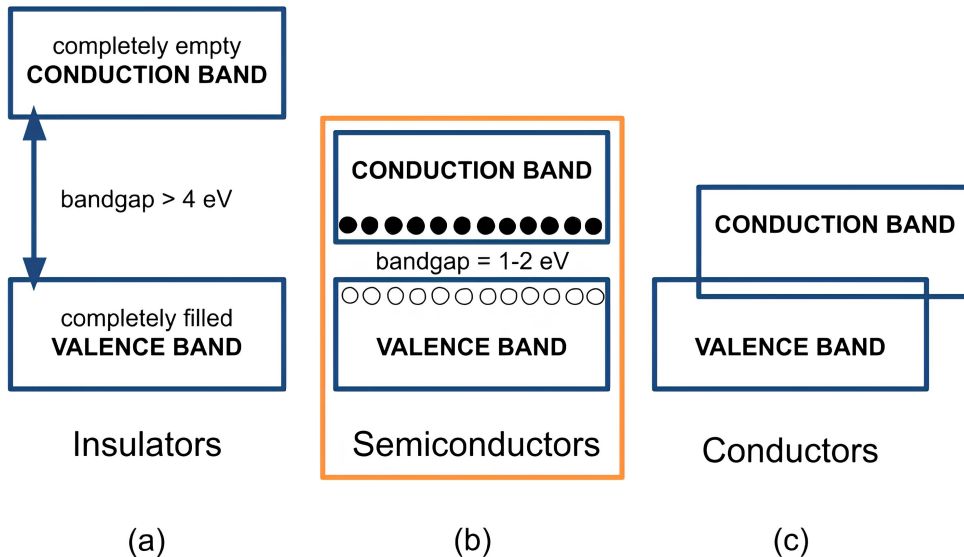 completely empty
CONDUCTION BAND
bandgap > 4 eV
completely filled
VALENCE BAND
Insulators
(a)
CONDUCTION BAND
bandgap = 1-2 eV
VALENCE BAND
Semiconductors
(b)
CONDUCTION BAND
VALENCE BAND
Conductors
(c)